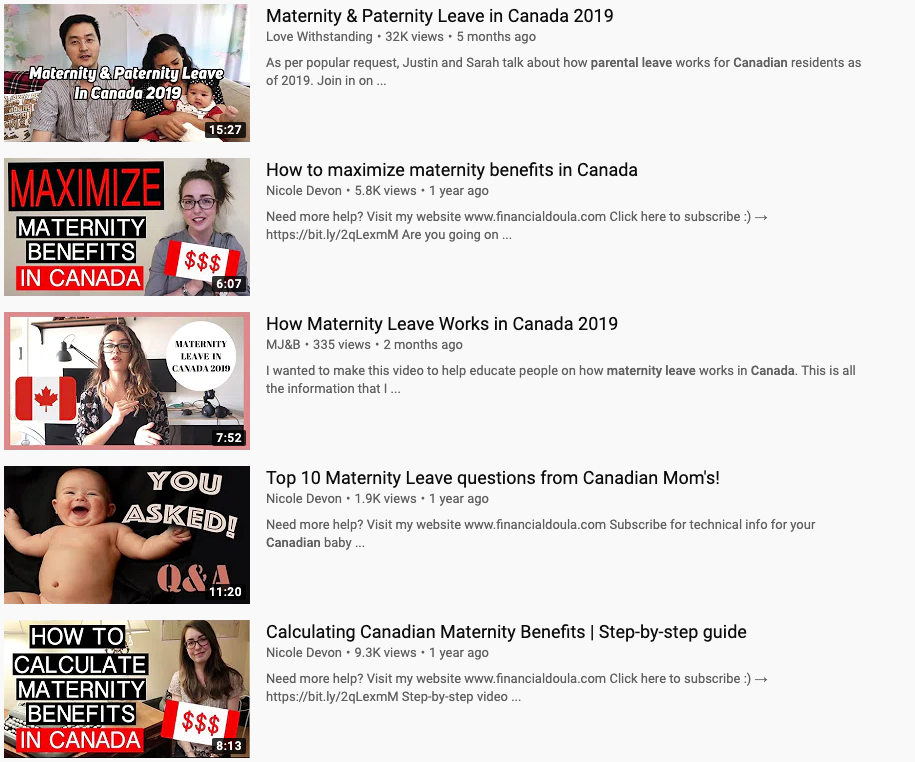 Maternity & Paternity Leave
In Canada 2019
15:27
Maternity & Paternity Leave in Canada 2019
Love Withstanding • 32K views • 5 months ago
As per popular request, Justin and Sarah talk about how parental leave works for Canadian residents as
of 2019. Join in on ...
MAXIMIZE
MATERNITY
BENEFITS
IN CANADA
$$$
6:07
How to maximize maternity benefits in Canada
Nicole Devon • 5.8K views • 1 year ago
Need more help? Visit my website www.financialdoula.com Click here to subscribe :) →
https://bit.ly/2qLexmM Are you going on ...
MATERNITY
LEAVE IN
CANADA 2019
7:52
How Maternity Leave Works in Canada 2019
MJ&B • 335 views • 2 months ago
I wanted to make this video to help educate people on how maternity leave works in Canada. This is all
the information that I ...
YOU
ASKED!
Q&A
11:20
Top 10 Maternity Leave questions from Canadian Mom's!
Nicole Devon • 1.9K views • 1 year ago
Need more help? Visit my website www.financialdoula.com Subscribe for technical info for your
Canadian baby ...
HOW TO
CALCULATE
MATERNITY
BENEFITS
IN CANADA
$$$
8:13
Calculating Canadian Maternity Benefits | Step-by-step guide
Nicole Devon • 9.3K views • 1 year ago
Need more help? Visit my website www.financialdoula.com Click here to subscribe :) →
https://bit.ly/2qLexmM Step-by-step video ...